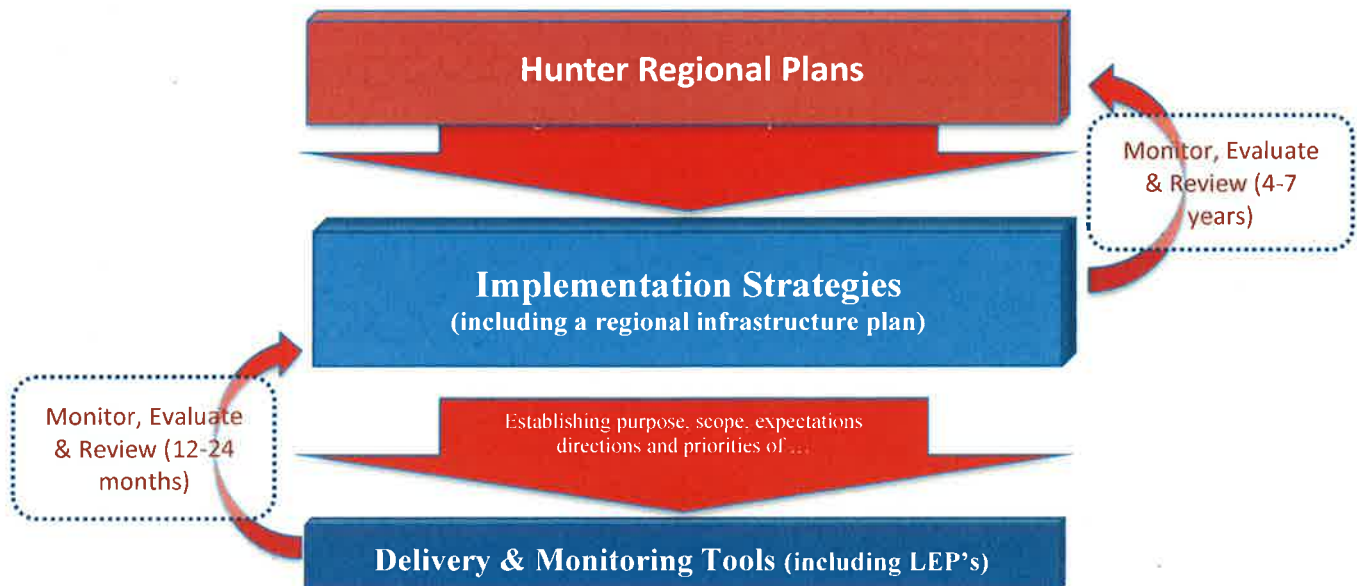 Hunter Regional Plans
Monitor, Evaluate
& Review (4-7
years)
Implementation Strategies
(including a regional infrastructure plan)
Monitor, Evaluate
& Review (12-24
months)
Establishing purpose, scope, expectations
directions and priorities of ...
Delivery & Monitoring Tools (including LEP's)